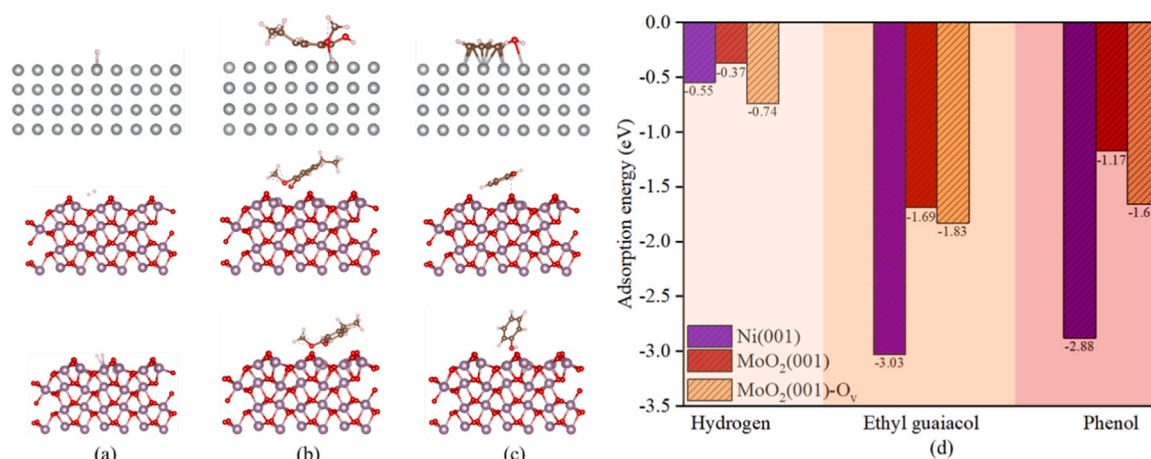 (a)
(b)
(c)
Adsorption energy (eV)
0.0
-0.5
-1.0
-1.5
-2.0
-2.5
-3.0
-3.5
-0.55
-0.37
-0.74
-3.03
-1.69
-1.83
-2.88
-1.17
-1.6
Ni(001)
MoO₂(001)
MoO₂(001)-Oᵥ
Hydrogen Ethyl guaiacol Phenol
(d)